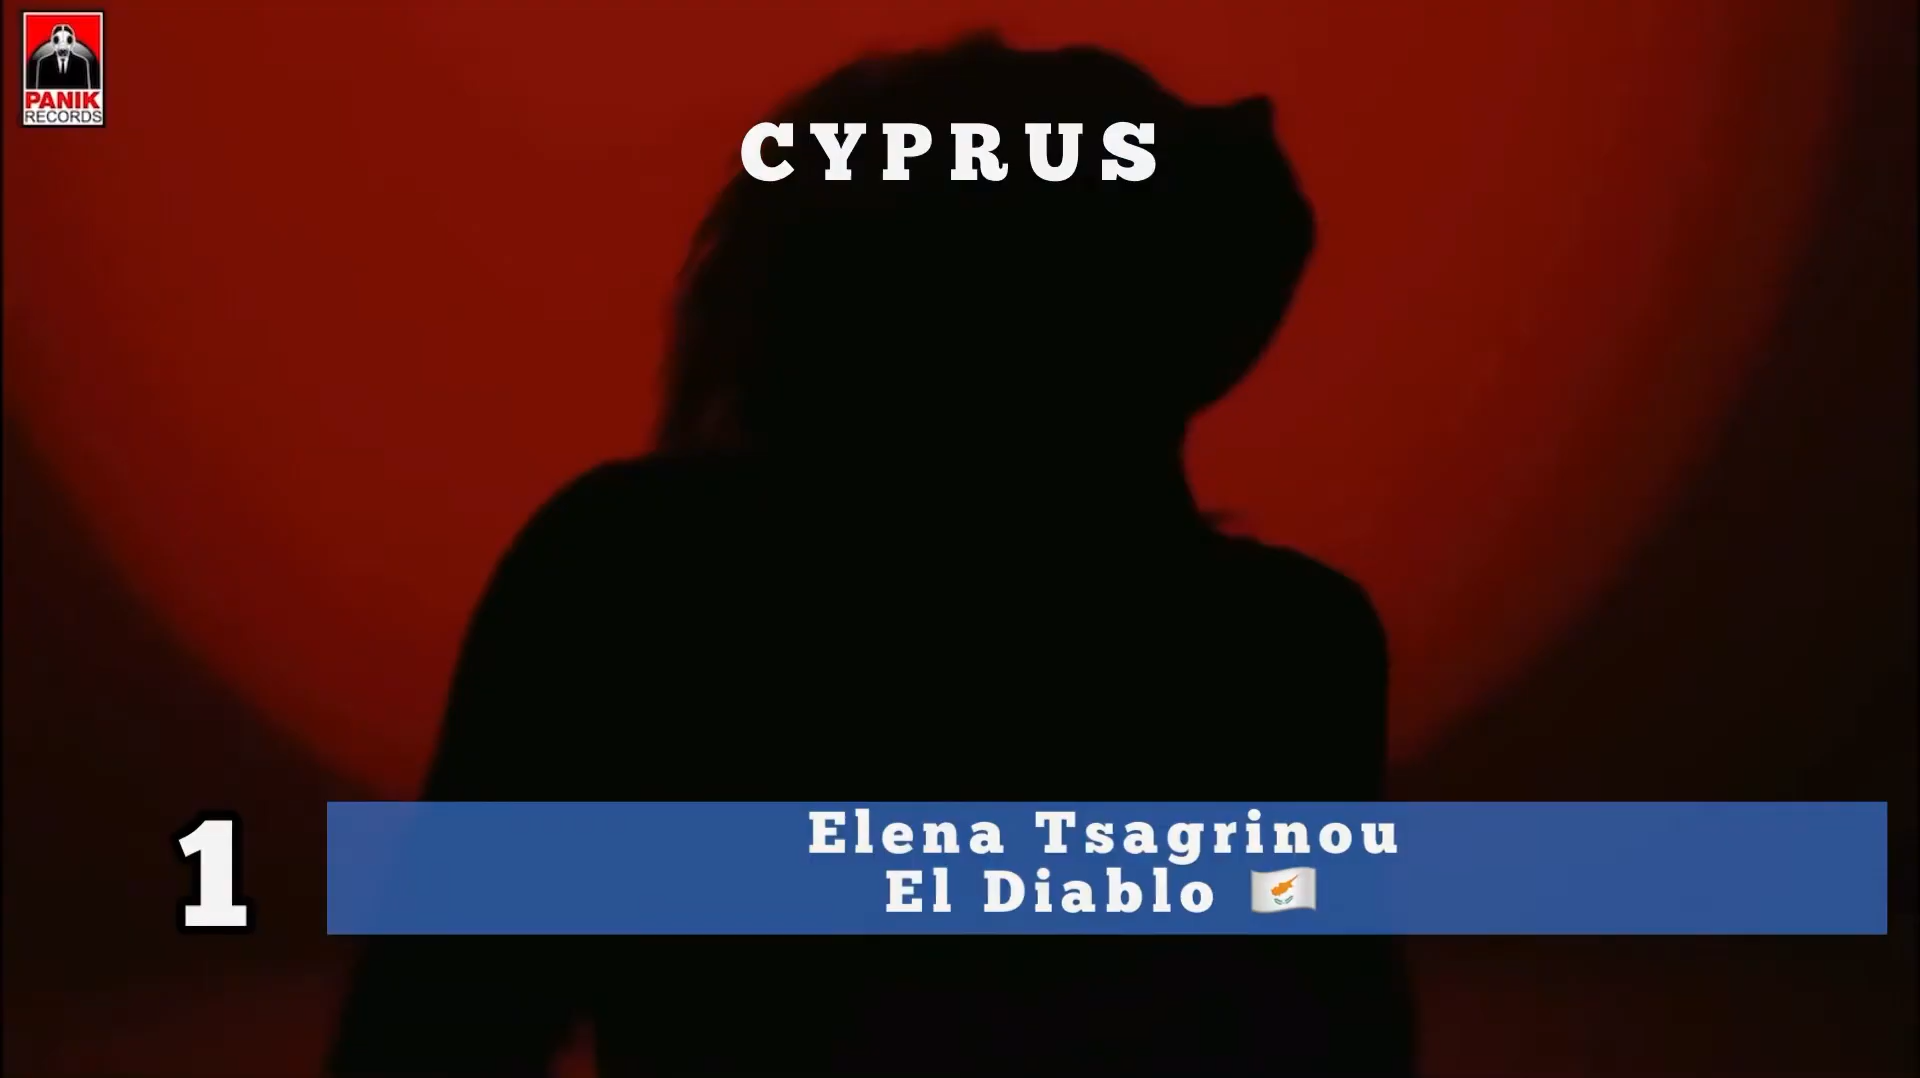 PANIK
RECORDS
CYPRUS
1
Elena Tsagrinou
El Diablo 🇨🇾